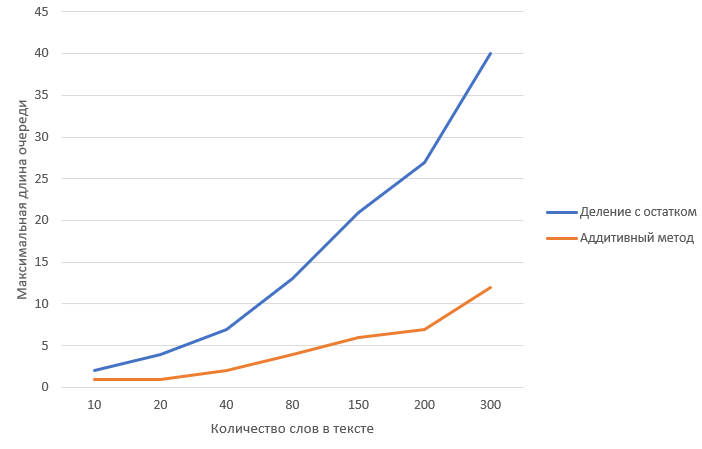 45
40
35
30
25
20
15
10
5
0
Максимальная длина очереди
10 20 40 80 150 200 300
Количество слов в тексте
Деление с остатком
Аддитивный метод